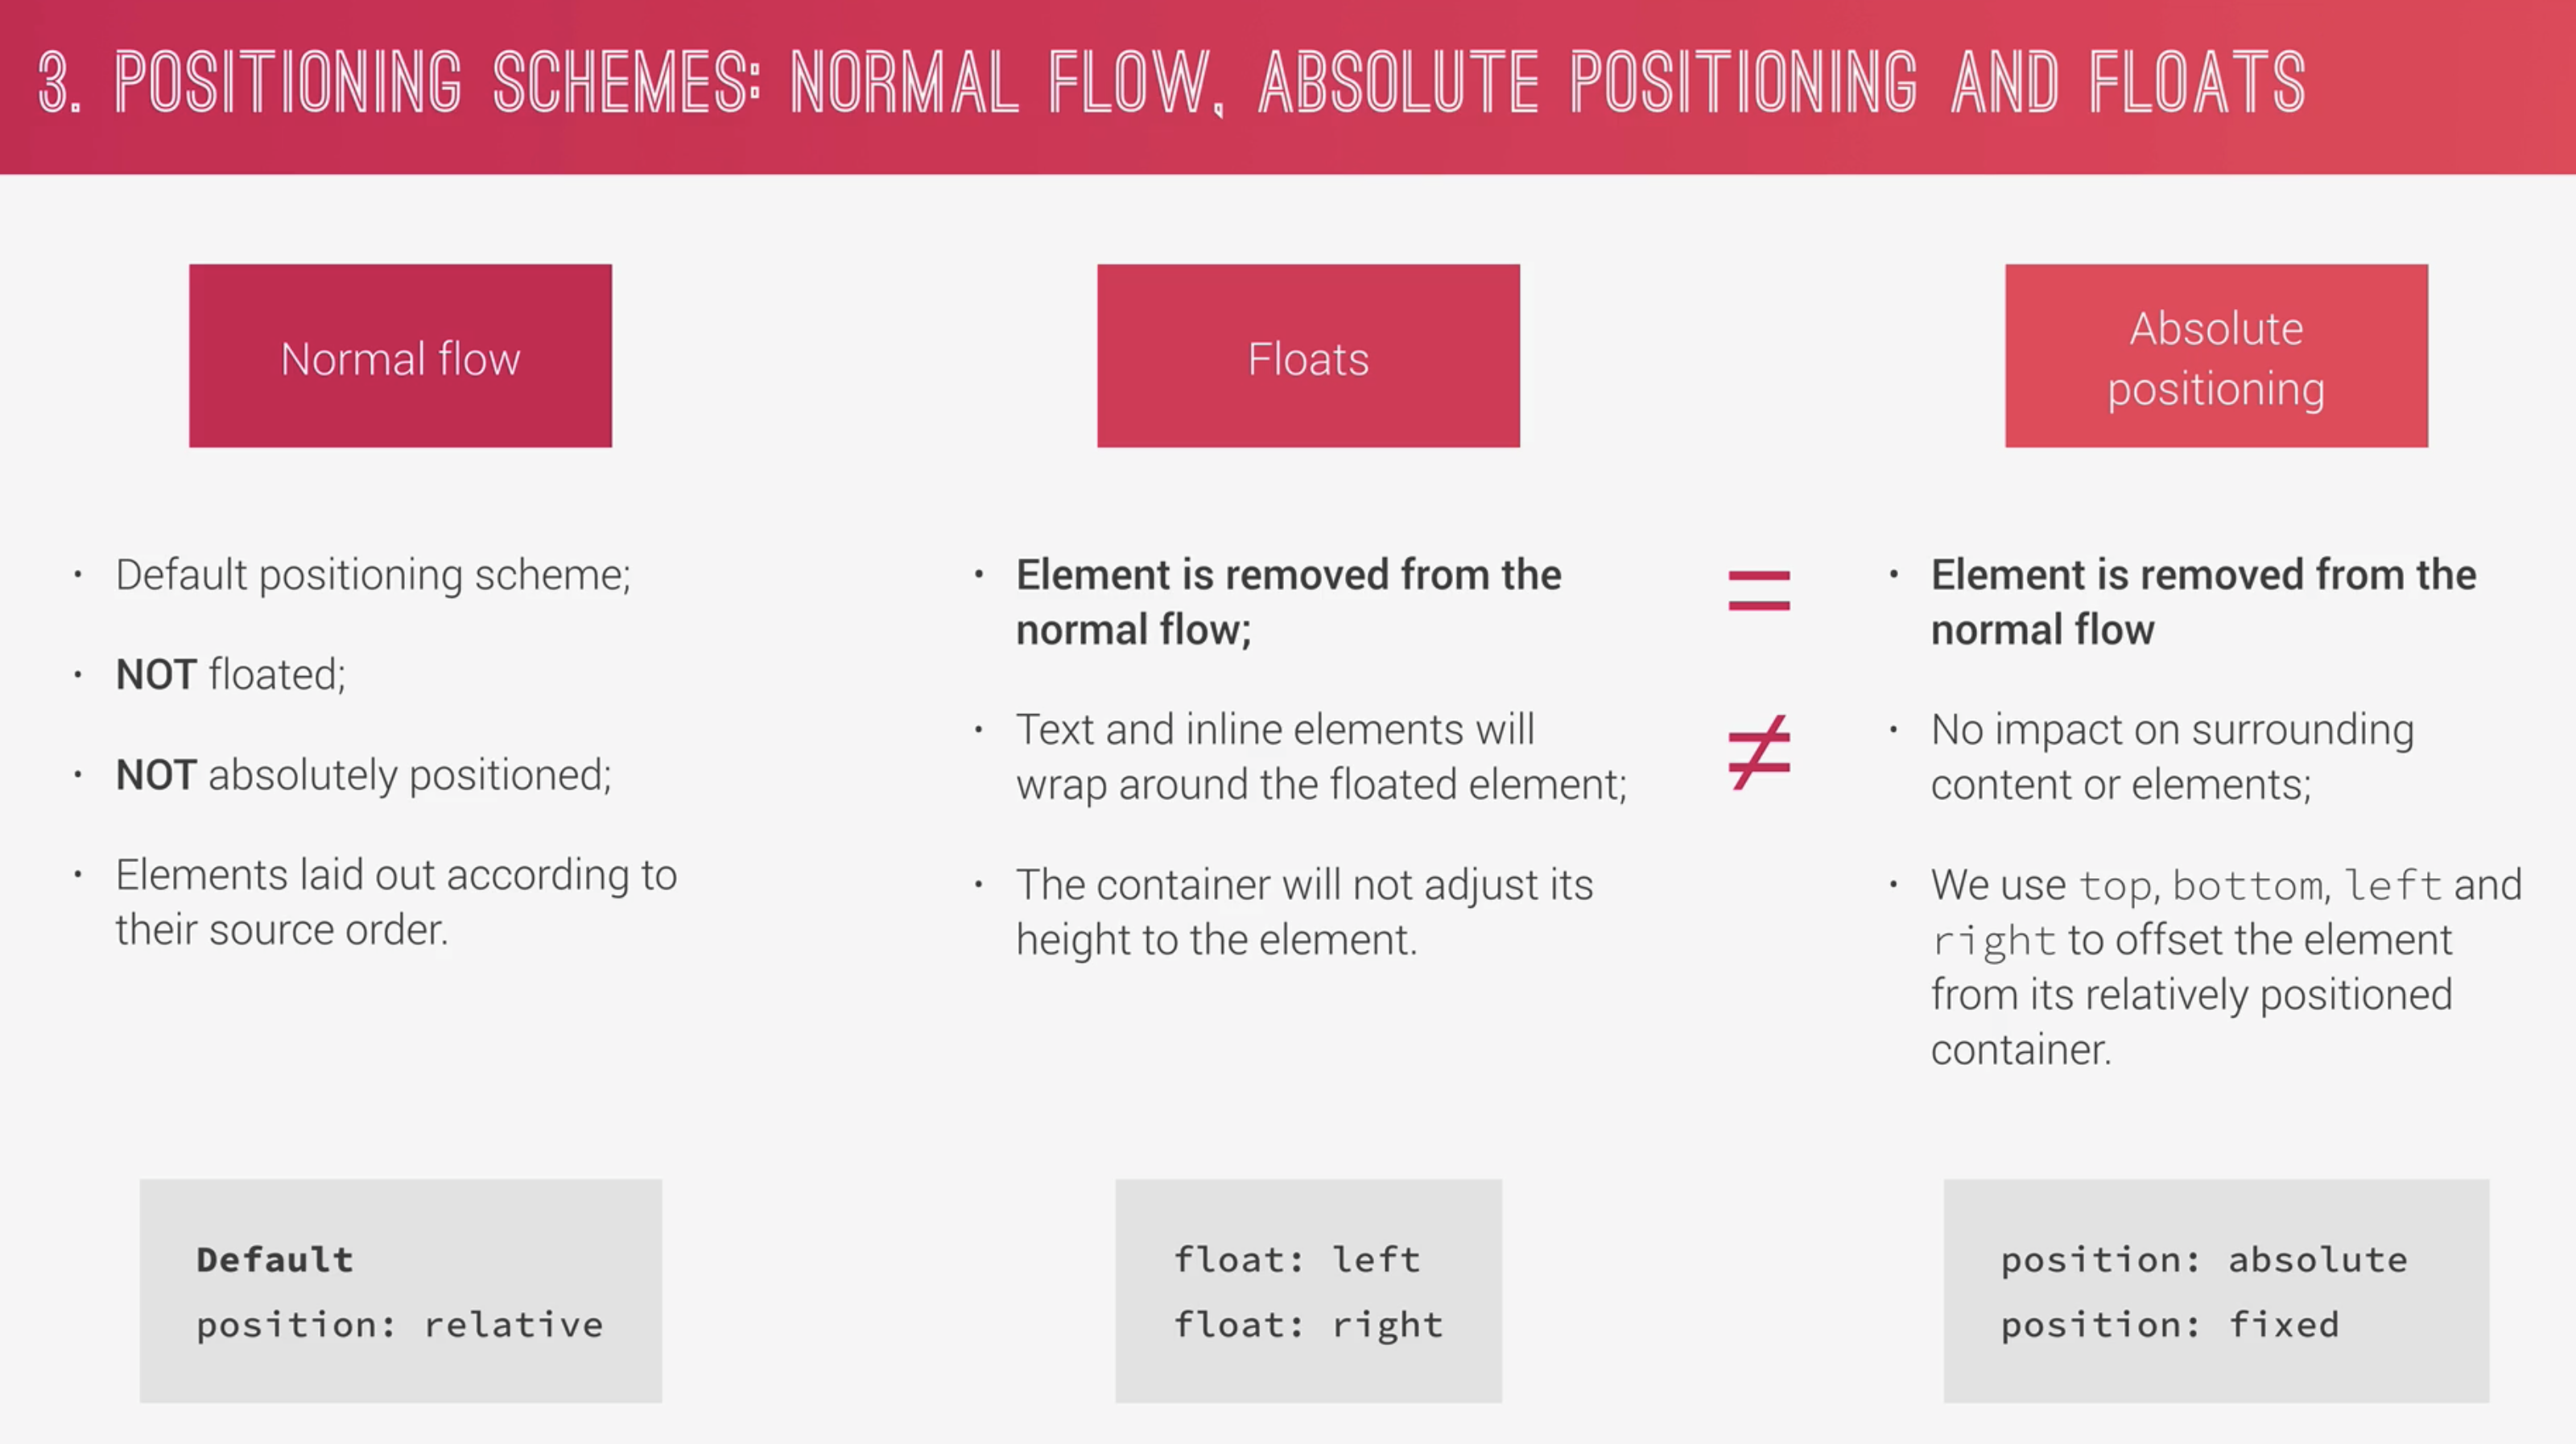 3. POSITIONING SCHEMES: NORMAL FLOW, ABSOLUTE POSITIONING AND FLOATS
Normal flow
• Default positioning scheme;
• NOT floated;
• NOT absolutely positioned;
• Elements laid out according to
their source order.
Default
position: relative
Floats
• Element is removed from the
normal flow;
• Text and inline elements will
wrap around the floated element;
• The container will not adjust its
height to the element.
float: left
float: right
=
≠
Absolute
positioning
• Element is removed from the
normal flow
• No impact on surrounding
content or elements;
• We use top, bottom, left and
right to offset the element
from its relatively positioned
container.
position: absolute
position: fixed